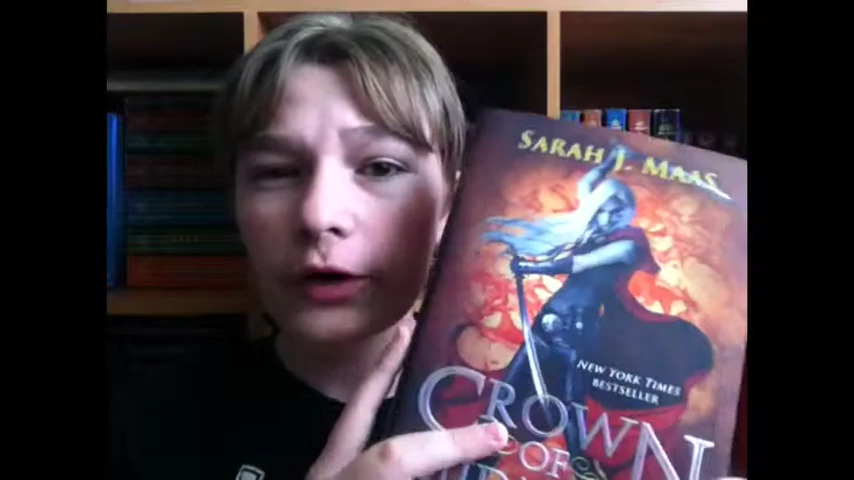 SARAH J. MAAS
NEW YORK TIMES
BESTSELLER
CROWN
OF